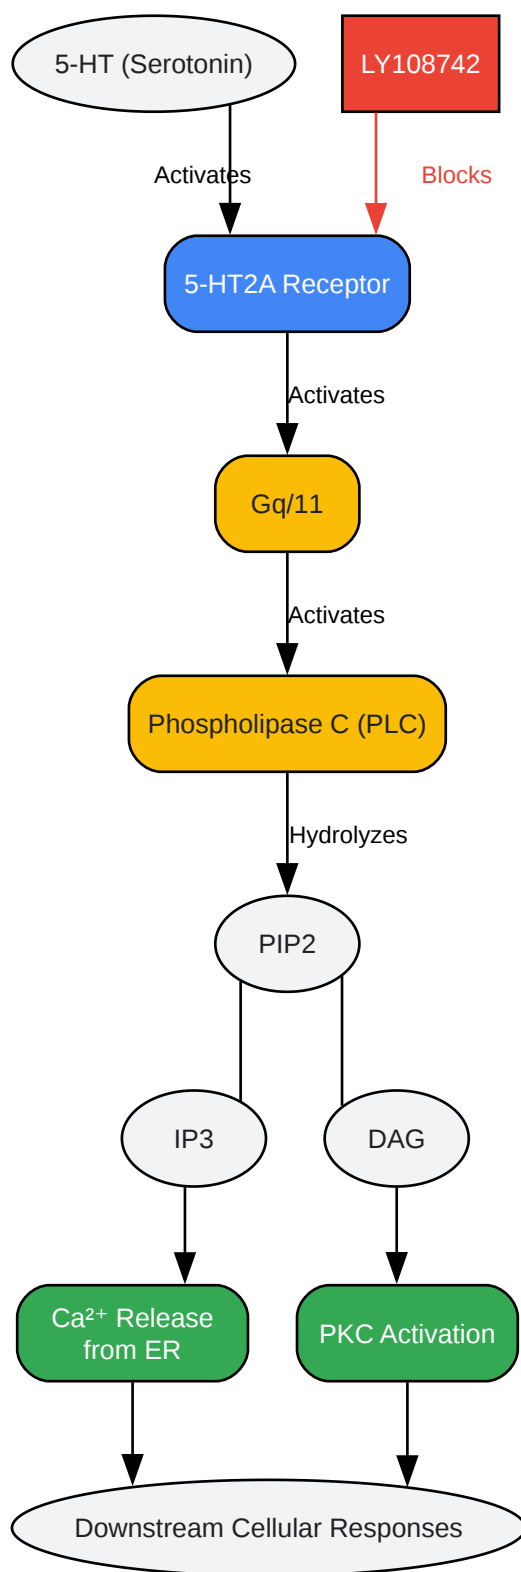 5-HT (Serotonin)
LY108742
Activates
Blocks
5-HT2A Receptor
Activates
Gq/11
Activates
Phospholipase C (PLC)
Hydrolyzes
PIP2
IP3
DAG
Ca²⁺ Release
from ER
PKC Activation
Downstream Cellular Responses